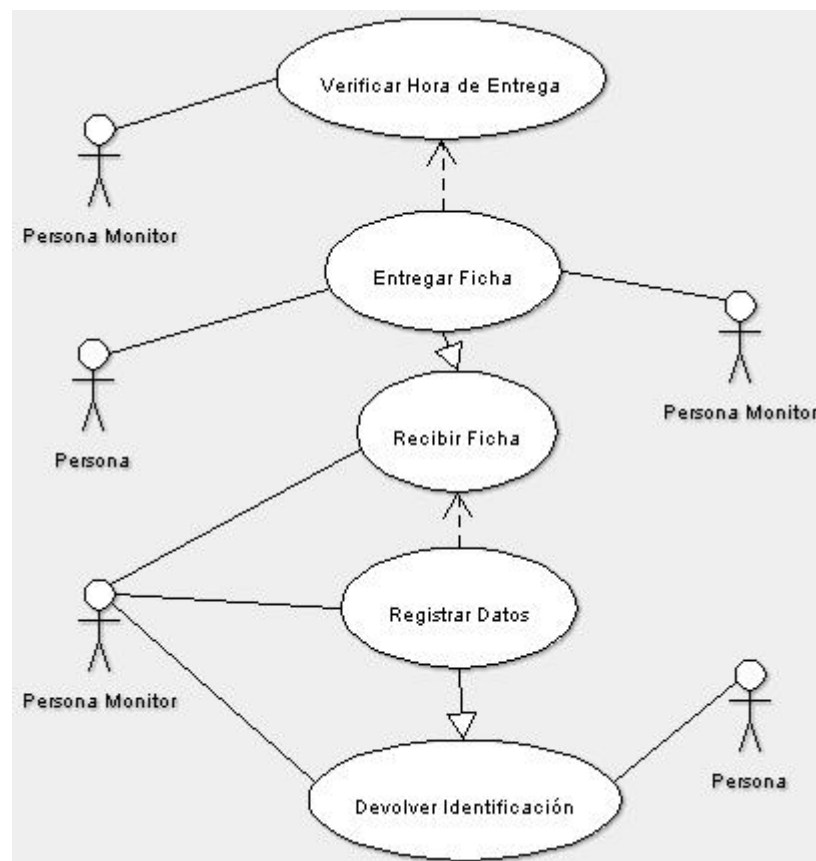 Verificar Hora de Entrega
Persona Monitor
Entregar Ficha
Persona Monitor
Persona
Recibir Ficha
Registrar Datos
Persona Monitor
Persona
Devolver Identificación